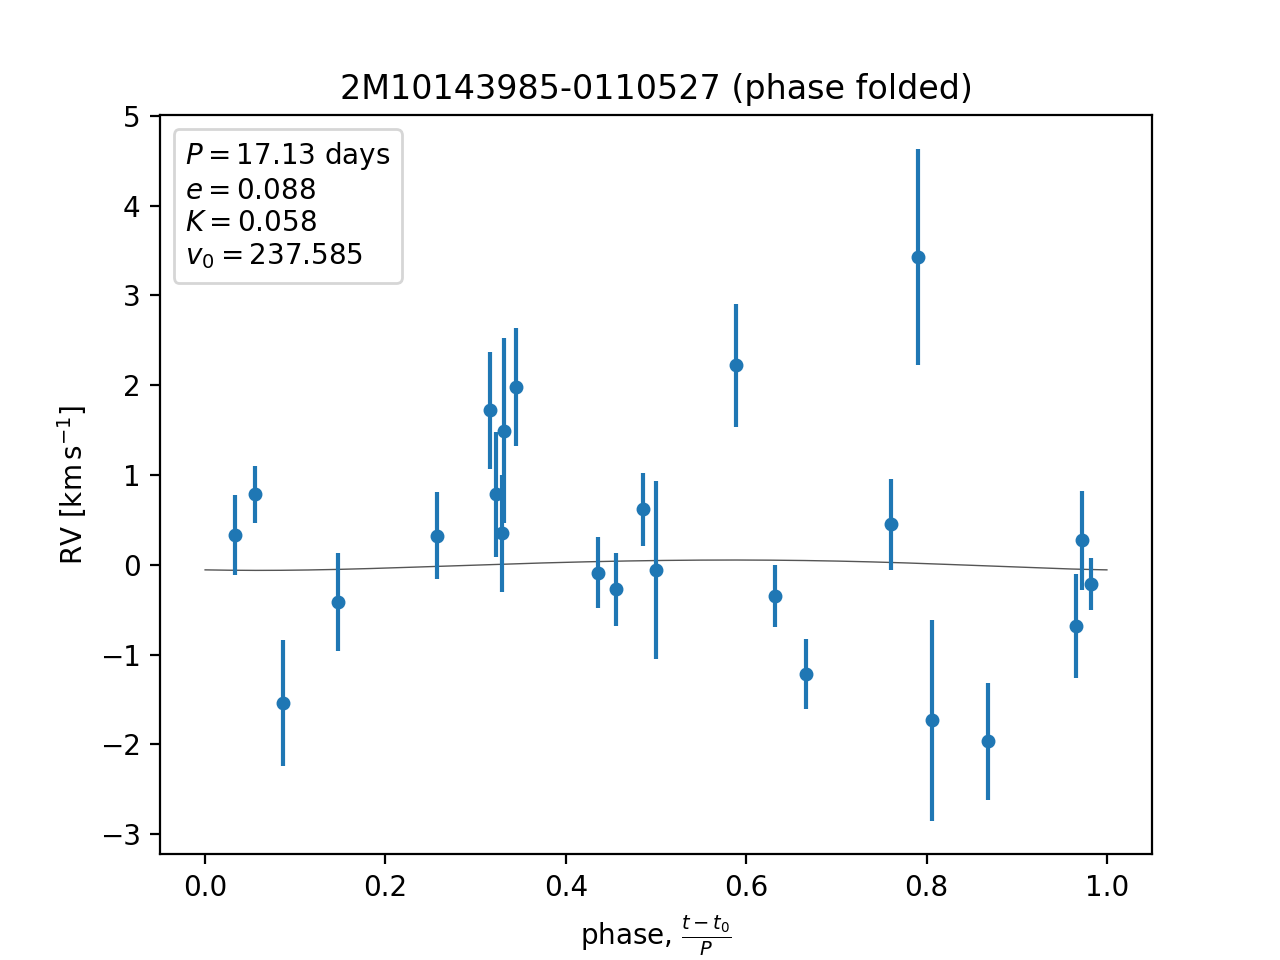 2M10143985-0110527 (phase folded)
P = 17.13 days
e = 0.088
K = 0.058
v₀ = 237.585
5
4
3
2
1
0
−1
−2
−3
RV [km s⁻¹]
0.0 0.2 0.4 0.6 0.8 1.0
phase, (t − t₀)/P